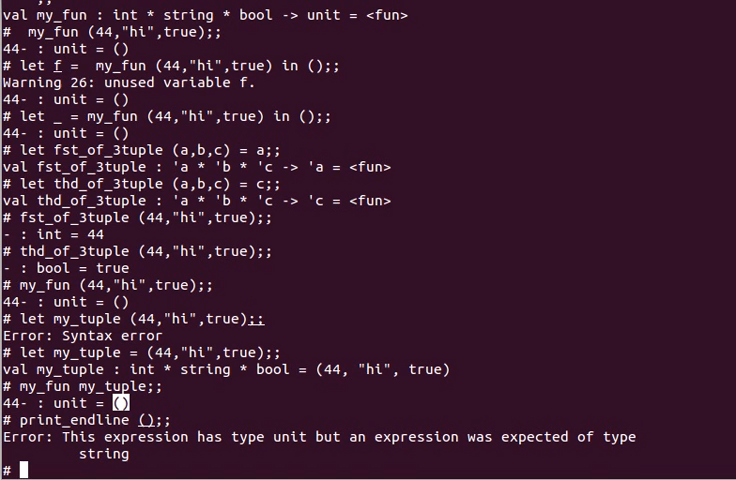 ;;
val my_fun : int * string * bool -> unit = <fun>
#  my_fun (44,"hi",true);;
44- : unit = ()
# let f =  my_fun (44,"hi",true) in ();;
Warning 26: unused variable f.
44- : unit = ()
# let _ = my_fun (44,"hi",true) in ();;
44- : unit = ()
# let fst_of_3tuple (a,b,c) = a;;
val fst_of_3tuple : 'a * 'b * 'c -> 'a = <fun>
# let thd_of_3tuple (a,b,c) = c;;
val thd_of_3tuple : 'a * 'b * 'c -> 'c = <fun>
# fst_of_3tuple (44,"hi",true);;
- : int = 44
# thd_of_3tuple (44,"hi",true);;
- : bool = true
# my_fun (44,"hi",true);;
44- : unit = ()
# let my_tuple (44,"hi",true);;
Error: Syntax error
# let my_tuple = (44,"hi",true);;
val my_tuple : int * string * bool = (44, "hi", true)
# my_fun my_tuple;;
44- : unit = ()
# print_endline ();;
Error: This expression has type unit but an expression was expected of type
string
#